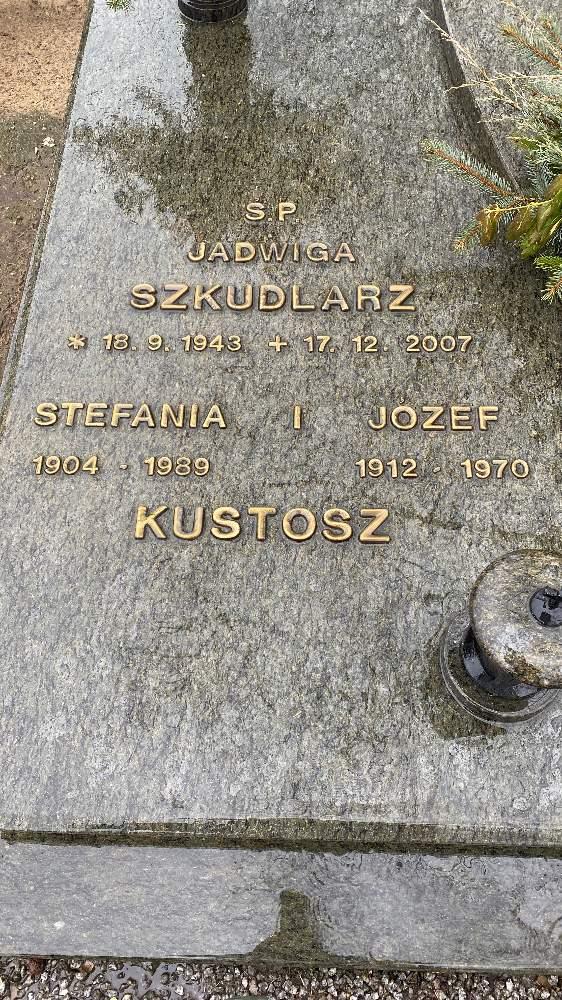 S.P.
JADWIGA
SZKUDLARZ
* 18. 9. 1943 + 17. 12. 2007
STEFANIA I JÓZEF
1904 - 1989 1912 - 1970
KUSTOSZ